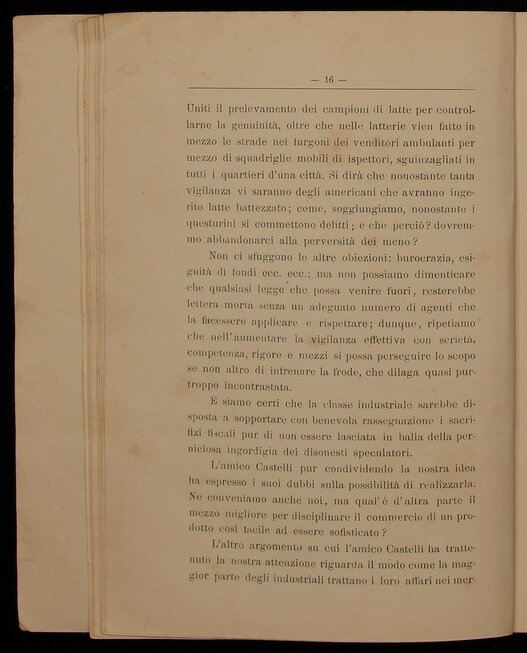 — 16 —
Uniti il prelevamento dei campioni di latte per control-
larne la genuinità, oltre che nelle latterie vien fatto in
mezzo le strade nei furgoni dei venditori ambulanti per
mezzo di squadriglie mobili di ispettori, sguinzagliati in
tutti i quartieri d'una città. Si dirà che nonostante tanta
vigilanza vi saranno degli americani che avranno inge-
rito latte battezzato; come, soggiungiamo, nonostante i
questurini si commettono delitti; e che perciò? dovrem-
mo abbandonarci alla perversità dei meno?
Non ci sfuggono le altre obiezioni: burocrazia, esi-
guità di fondi ecc. ecc.; ma non possiamo dimenticare
che qualsiasi legge che possa venire fuori, resterebbe
lettera morta senza un adeguato numero di agenti che
la facessero applicare e rispettare; dunque, ripetiamo
che nell'aumentare la vigilanza effettiva con serietà,
competenza, rigore e mezzi si possa perseguire lo scopo
se non altro di infrenare la frode, che dilaga quasi pur-
troppo incontrastata.
E siamo certi che la classe industriale sarebbe di-
sposta a sopportare con benevola rassegnazione i sacri-
fizi fiscali pur di non essere lasciata in balia della per-
niciosa ingordigia dei disonesti speculatori.
L'amico Castelli pur condividendo la nostra idea
ha espresso i suoi dubbi sulla possibilità di realizzarla.
Ne conveniamo anche noi, ma qual'è d'altra parte il
mezzo migliore per disciplinare il commercio di un pro-
dotto così facile ad essere sofisticato?
L'altro argomento su cui l'amico Castelli ha tratte-
nuto la nostra attenzione riguarda il modo come la mag-
gior parte degli industriali trattano i loro affari nei mer-